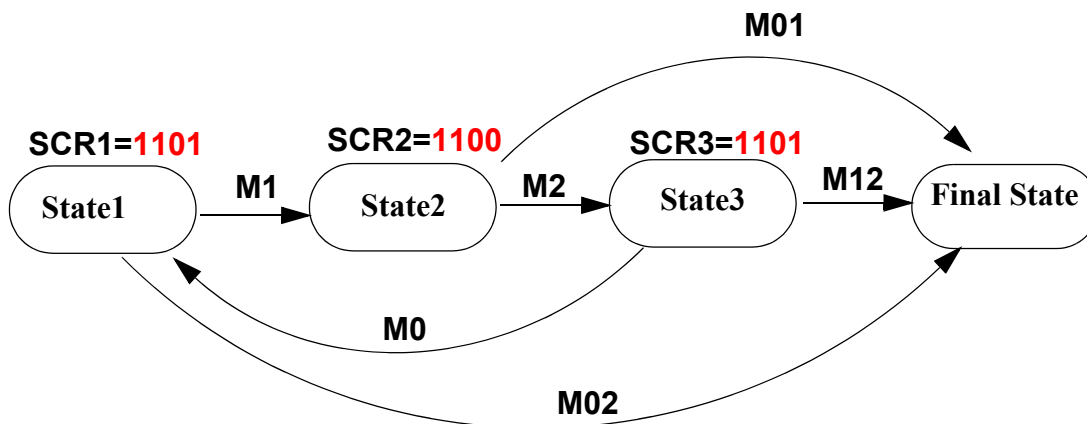 M01
SCR1=1101
SCR2=1100
SCR3=1101
State1
M1
State2
M2
State3
M12
Final State
M0
M02